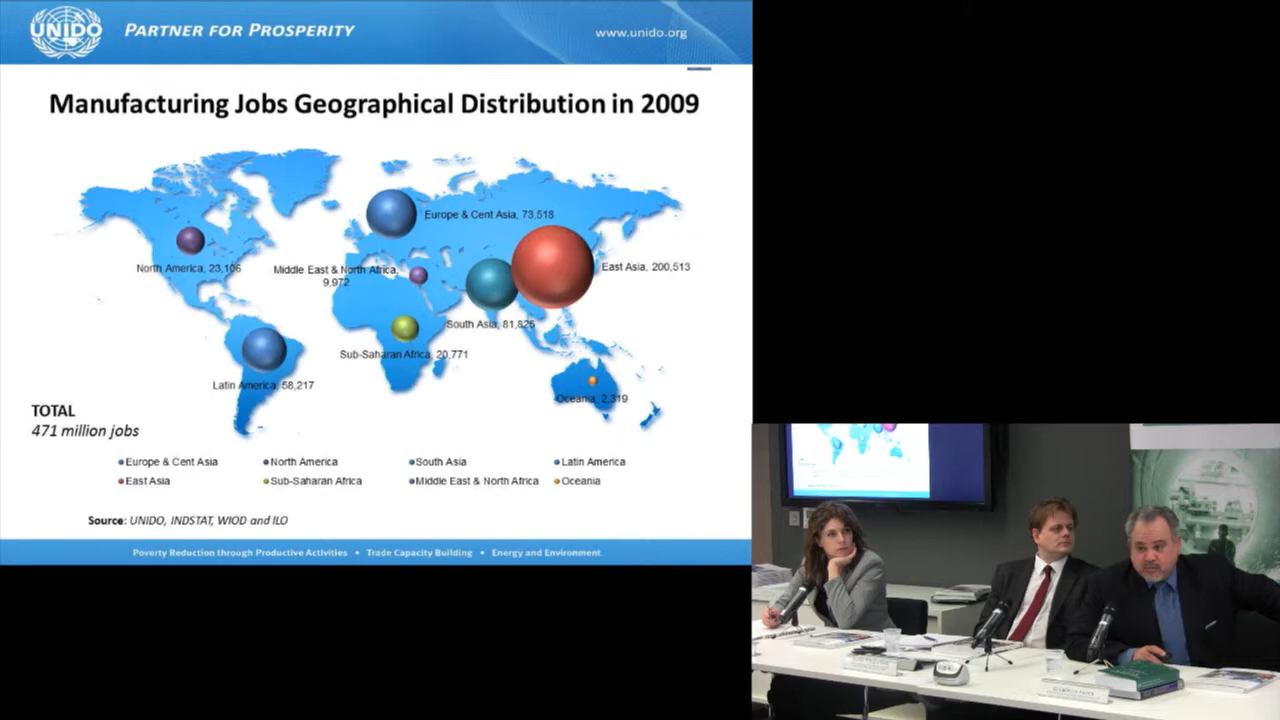 UNIDO
PARTNER FOR PROSPERITY
www.unido.org
Manufacturing Jobs Geographical Distribution in 2009
Europe & Cent Asia, 73,518
North America, 23,106
Middle East & North Africa,
9,972
East Asia, 200,513
South Asia, 81,825
Sub-Saharan Africa, 20,771
Latin America, 58,217
Oceania, 2,319
TOTAL
471 million jobs
Europe & Cent Asia
North America
South Asia
Latin America
East Asia
Sub-Saharan Africa
Middle East & North Africa
Oceania
Source: UNIDO, INDSTAT, WIOD and ILO
Poverty Reduction through Productive Activities • Trade Capacity Building • Energy and Environment